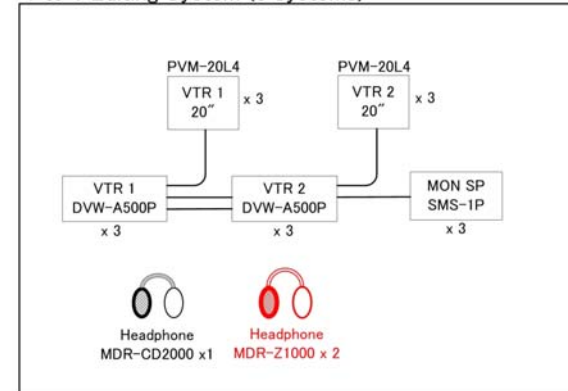 PVM-20L4
PVM-20L4
VTR 1
20″
x 3
VTR 2
20″
x 3
VTR 1
DVW-A500P
x 3
VTR 2
DVW-A500P
x 3
MON SP
SMS-1P
x 3
Headphone
MDR-CD2000 x1
Headphone
MDR-Z1000 x 2